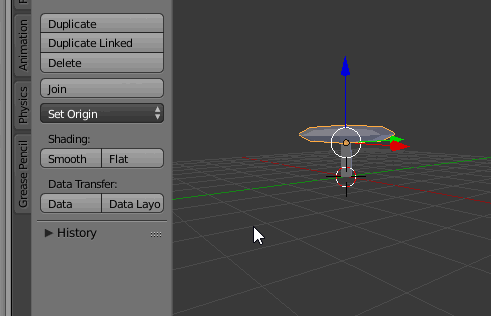 Animation
Physics
Grease Pencil
Duplicate
Duplicate Linked
Delete
Join
Set Origin
Shading:
Smooth Flat
Data Transfer:
Data Data Layo
History